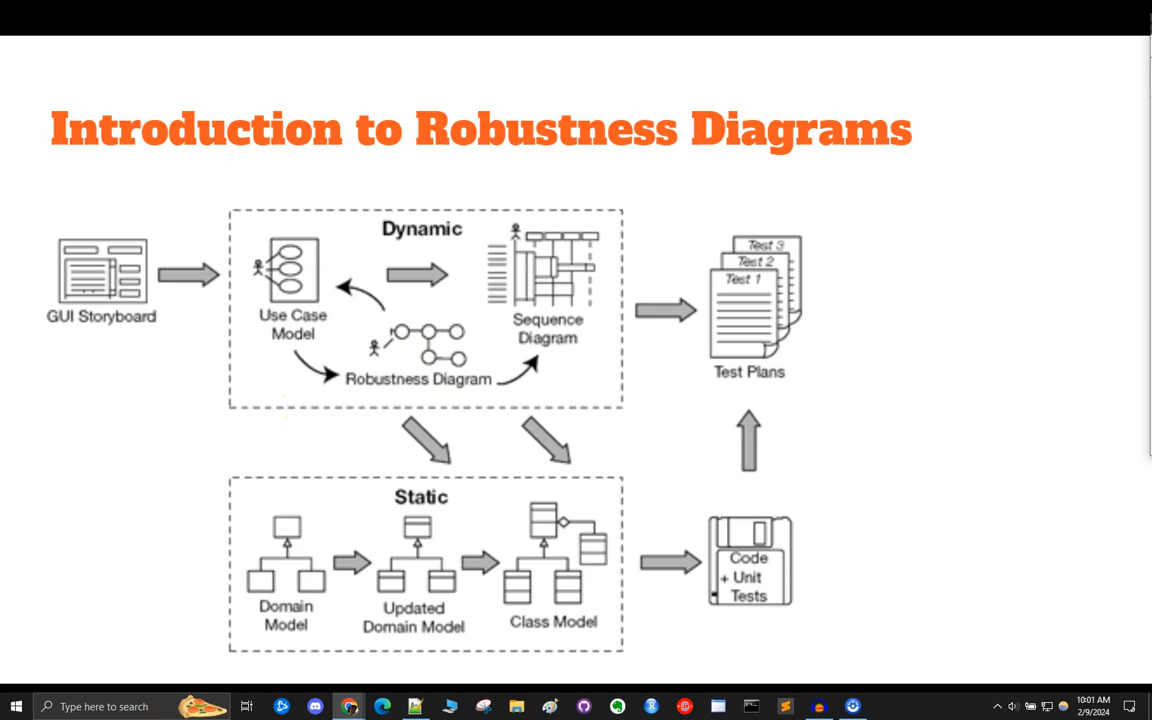 Introduction to Robustness Diagrams
Dynamic
GUI Storyboard
Use Case
Model
Robustness Diagram
Sequence
Diagram
Test 3
Test 2
Test 1
Test Plans
Static
Domain
Model
Updated
Domain Model
Class Model
Code
+ Unit
Tests
Type here to search
10:01 AM
2/9/2024